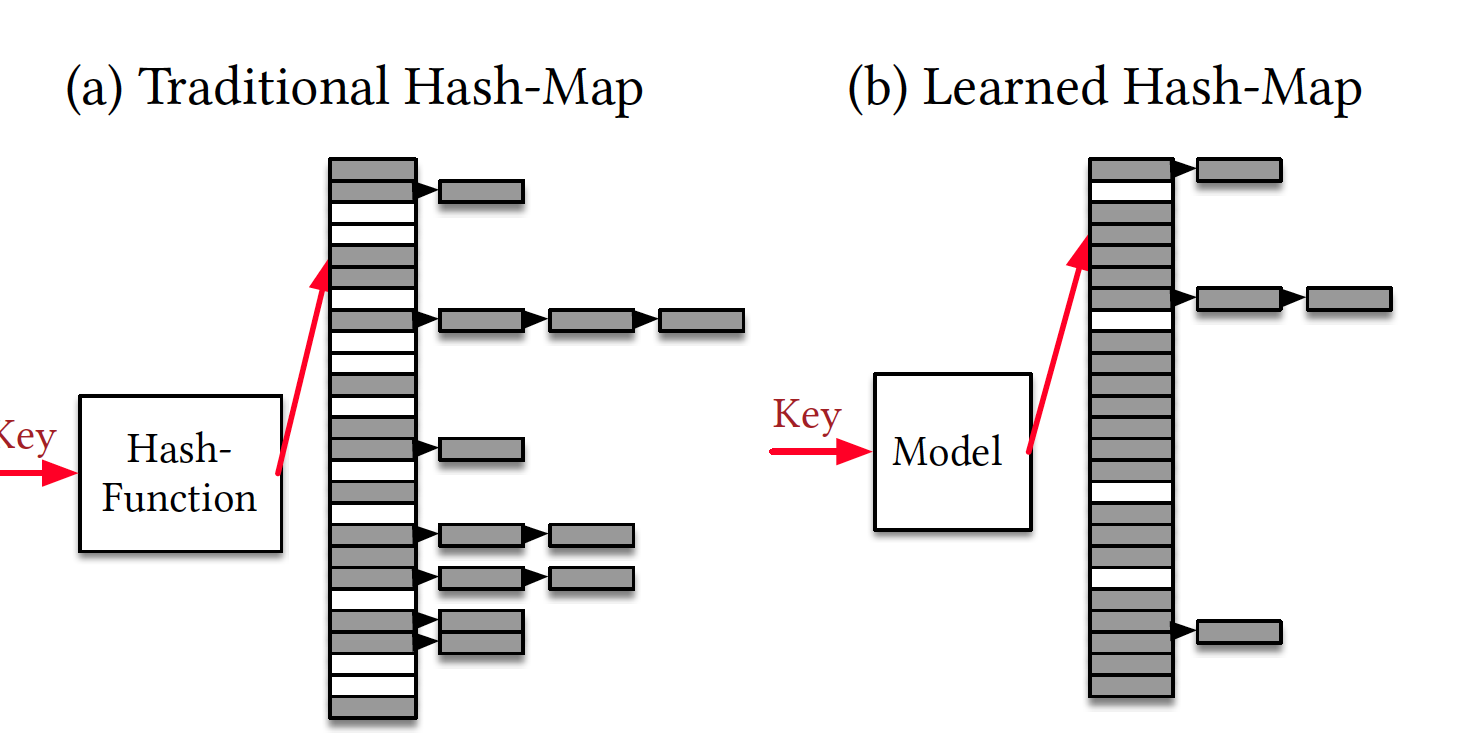 (a) Traditional Hash-Map
(b) Learned Hash-Map
Key
Hash-
Function
Key
Model